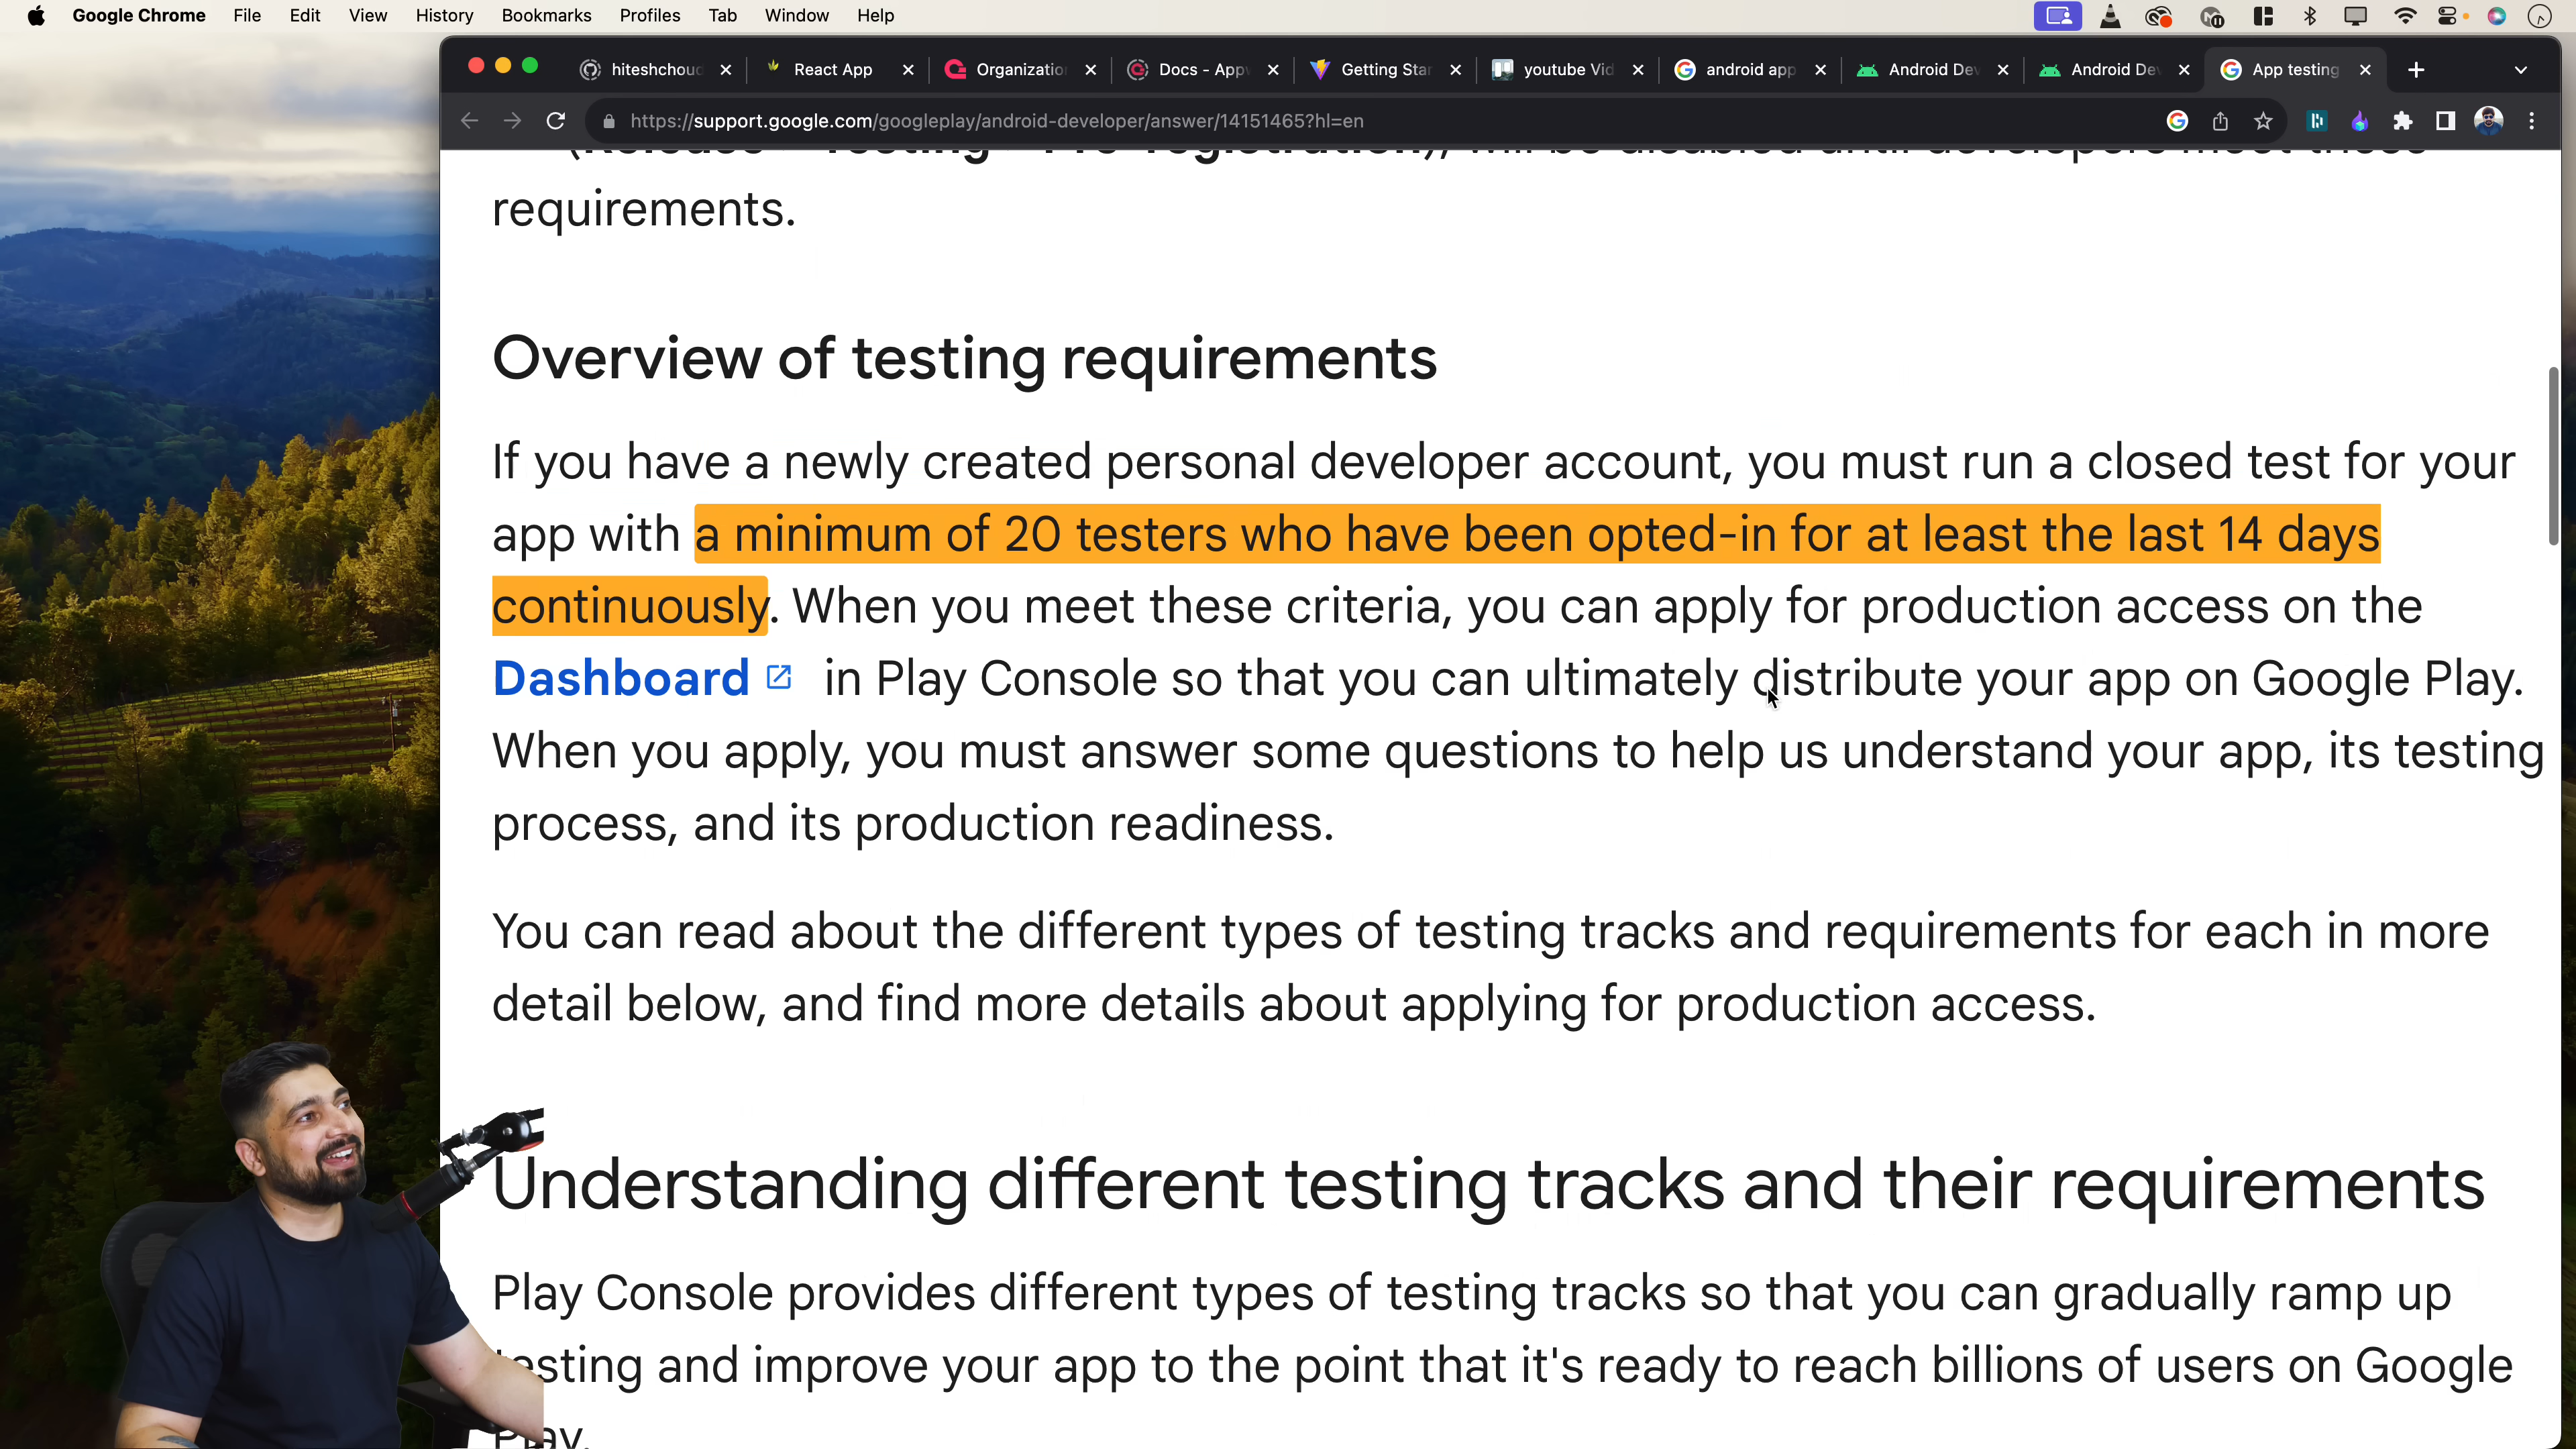 Google Chrome File Edit View History Bookmarks Profiles Tab Window Help
hiteshchoud React App Organization Docs - Appw Getting Star youtube Vid android app Android Dev Android Dev App testing
https://support.google.com/googleplay/android-developer/answer/14151465?hl=en
requirements.
Overview of testing requirements
If you have a newly created personal developer account, you must run a closed test for your
app with a minimum of 20 testers who have been opted-in for at least the last 14 days
continuously. When you meet these criteria, you can apply for production access on the
Dashboard in Play Console so that you can ultimately distribute your app on Google Play.
When you apply, you must answer some questions to help us understand your app, its testing
process, and its production readiness.
You can read about the different types of testing tracks and requirements for each in more
detail below, and find more details about applying for production access.
Understanding different testing tracks and their requirements
Play Console provides different types of testing tracks so that you can gradually ramp up
testing and improve your app to the point that it's ready to reach billions of users on Google
Play.